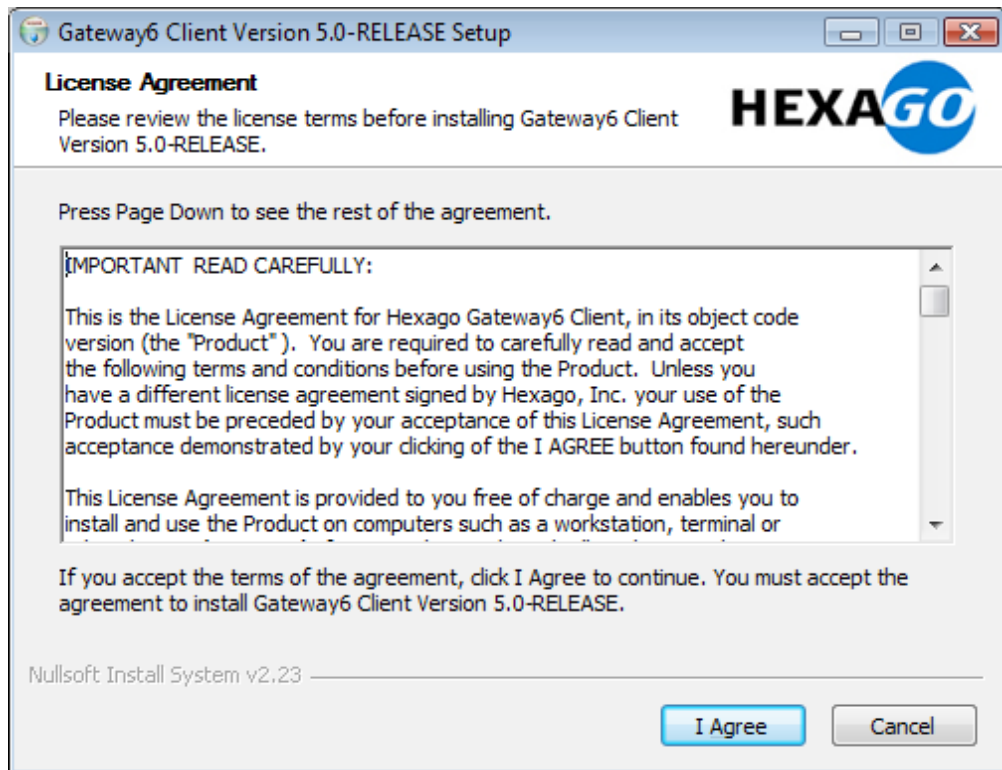 Gateway6 Client Version 5.0-RELEASE Setup
License Agreement
Please review the license terms before installing Gateway6 Client
Version 5.0-RELEASE.
HEXAGO
Press Page Down to see the rest of the agreement.
IMPORTANT  READ CAREFULLY:
This is the License Agreement for Hexago Gateway6 Client, in its object code
version (the "Product" ).  You are required to carefully read and accept
the following terms and conditions before using the Product.  Unless you
have a different license agreement signed by Hexago, Inc. your use of the
Product must be preceded by your acceptance of this License Agreement, such
acceptance demonstrated by your clicking of the I AGREE button found hereunder.
This License Agreement is provided to you free of charge and enables you to
install and use the Product on computers such as a workstation, terminal or
If you accept the terms of the agreement, click I Agree to continue. You must accept the
agreement to install Gateway6 Client Version 5.0-RELEASE.
Nullsoft Install System v2.23
I Agree
Cancel